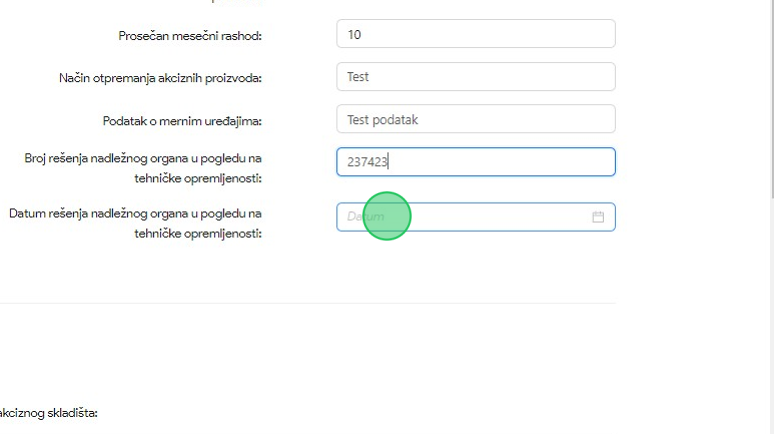 Prosečan mesečni rashod:
10
Način otpremanja akciznih proizvoda:
Test
Podatak o mernim uređajima:
Test podatak
Broj rešenja nadležnog organa u pogledu na
tehničke opremljenosti:
237423
Datum rešenja nadležnog organa u pogledu na
tehničke opremljenosti:
Datum
akciznog skladišta: